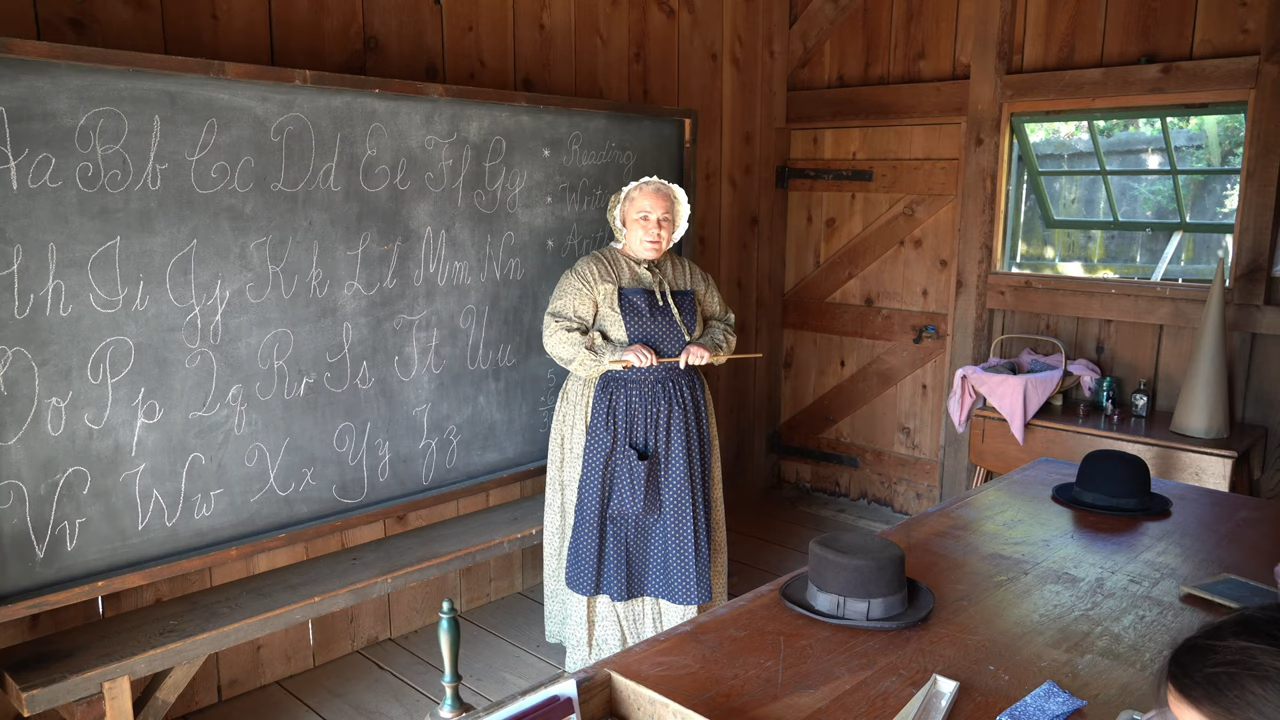 Aa Bb Cc Dd Ee Ff Gg
Hh Ii Jj Kk Ll Mm Nn
Oo Pp Qq Rr Ss Tt Uu
Vv Ww Xx Yy Zz
* Reading